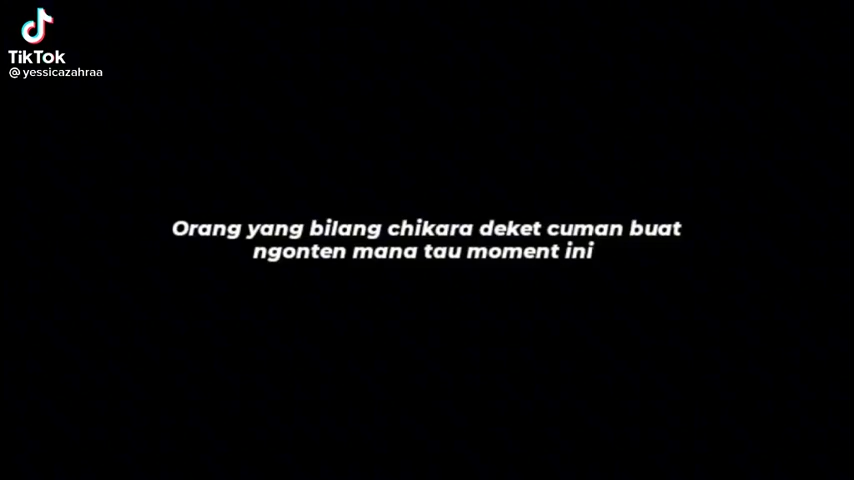 TikTok
@ yessicazahraa
Orang yang bilang chikara deket cuman buat
ngonten mana tau moment ini